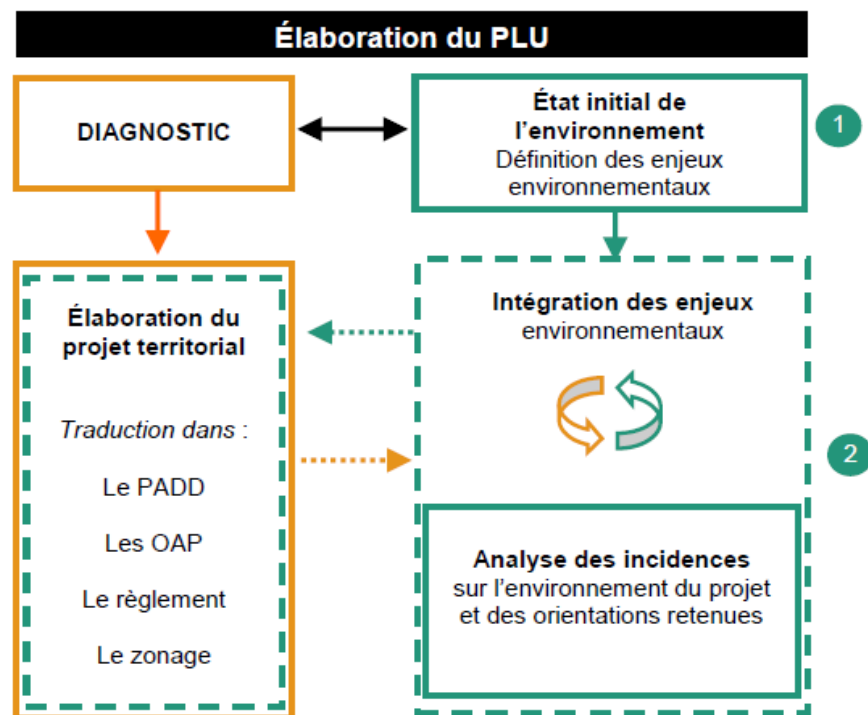 Élaboration du PLU
DIAGNOSTIC
État initial de
l'environnement
Définition des enjeux
environnementaux
1
Élaboration du
projet territorial
Traduction dans :
Le PADD
Les OAP
Le règlement
Le zonage
Intégration des enjeux
environnementaux
2
Analyse des incidences
sur l'environnement du projet
et des orientations retenues